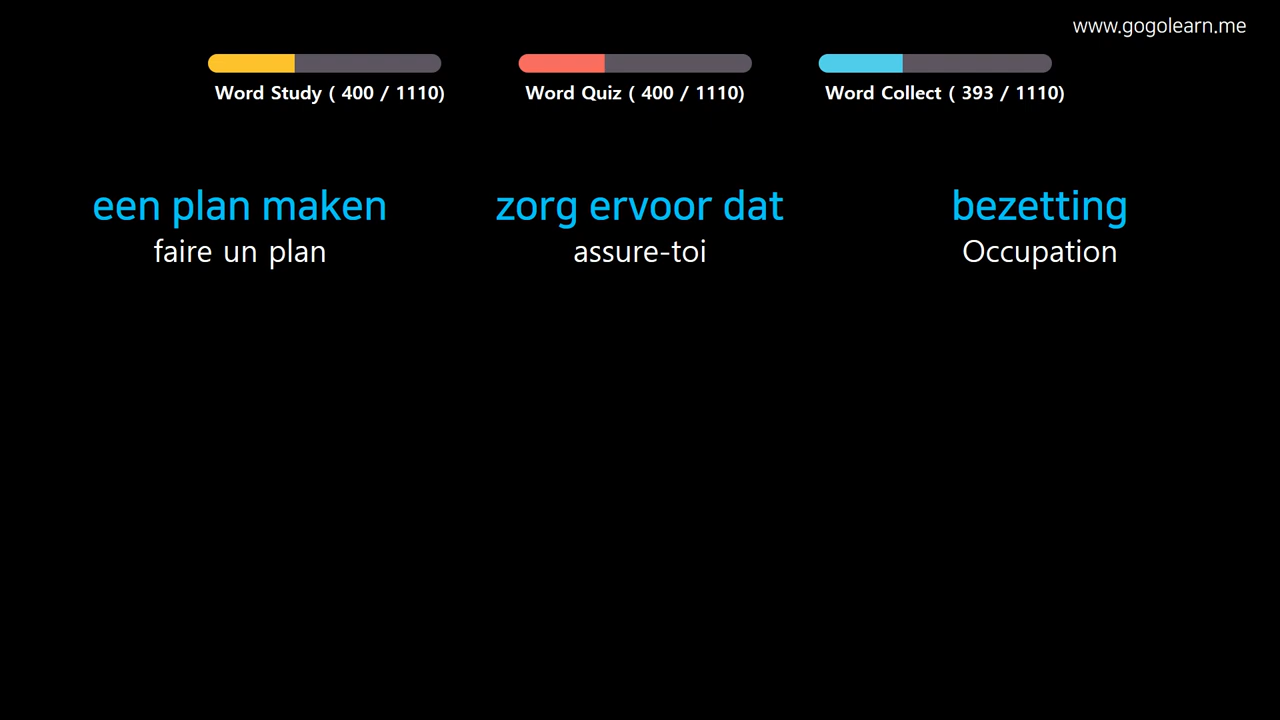 www.gogolearn.me
Word Study ( 400 / 1110)
Word Quiz ( 400 / 1110)
Word Collect ( 393 / 1110)
een plan maken
faire un plan
zorg ervoor dat
assure-toi
bezetting
Occupation